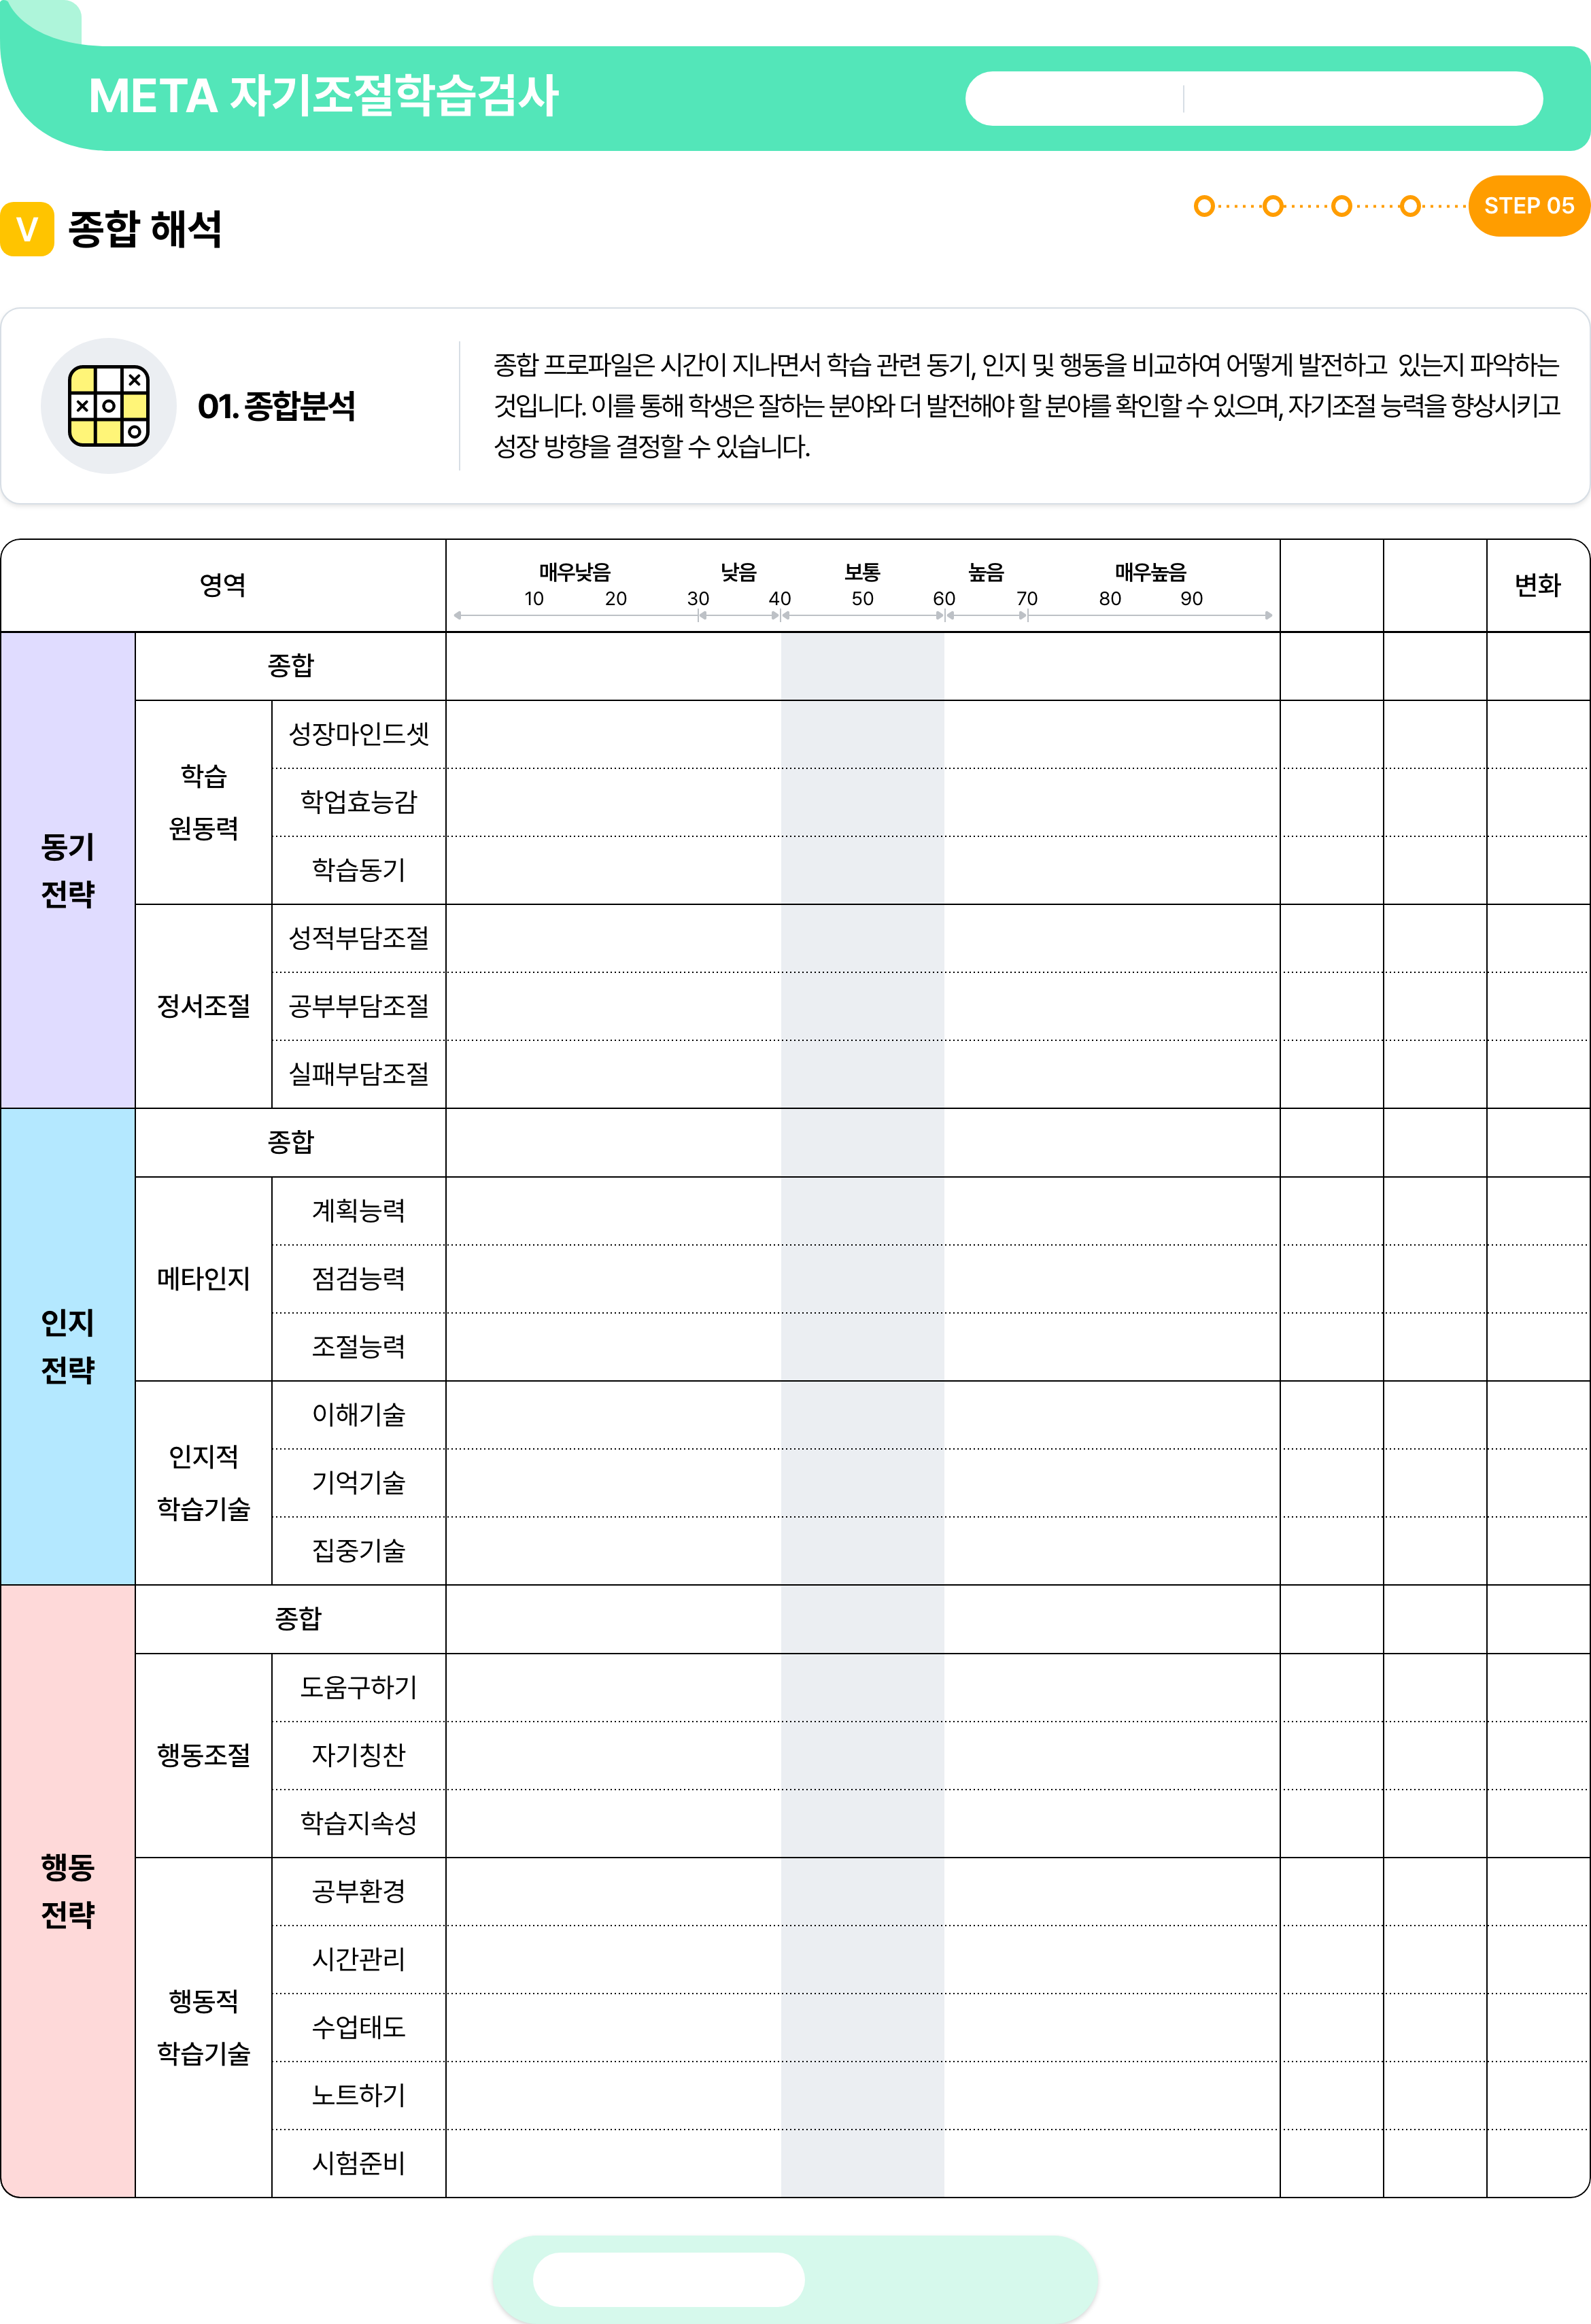 META 자기조절학습검사
V 종합 해석
STEP 05
01. 종합분석
종합 프로파일은 시간이 지나면서 학습 관련 동기, 인지 및 행동을 비교하여 어떻게 발전하고 있는지 파악하는
것입니다. 이를 통해 학생은 잘하는 분야와 더 발전해야 할 분야를 확인할 수 있으며, 자기조절 능력을 향상시키고
성장 방향을 결정할 수 있습니다.
영역
매우낮음 낮음 보통 높음 매우높음
10 20 30 40 50 60 70 80 90
변화
동기
전략
종합
학습
원동력
성장마인드셋
학업효능감
학습동기
정서조절
성적부담조절
공부부담조절
실패부담조절
인지
전략
종합
메타인지
계획능력
점검능력
조절능력
인지적
학습기술
이해기술
기억기술
집중기술
행동
전략
종합
행동조절
도움구하기
자기칭찬
학습지속성
행동적
학습기술
공부환경
시간관리
수업태도
노트하기
시험준비